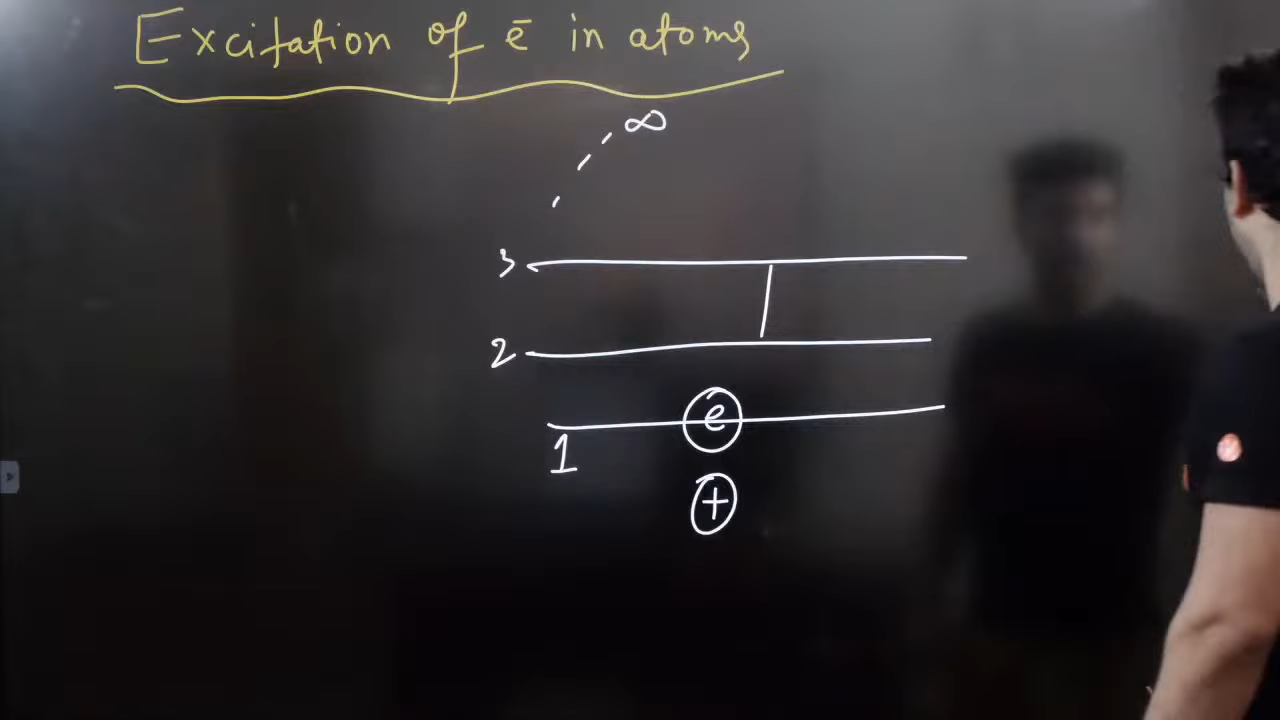 Excitation of ē in atoms
∞
3
2
e
1
+